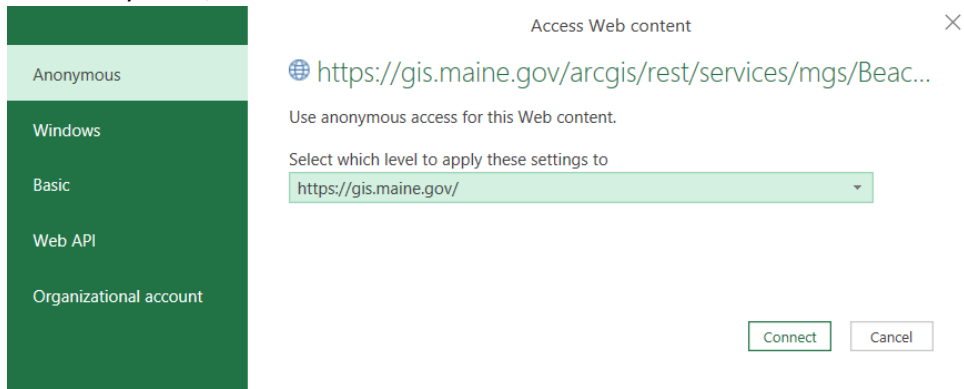 Access Web content
Anonymous
Windows
Basic
Web API
Organizational account
https://gis.maine.gov/arcgis/rest/services/mgs/Beac...
Use anonymous access for this Web content.
Select which level to apply these settings to
https://gis.maine.gov/
Connect
Cancel